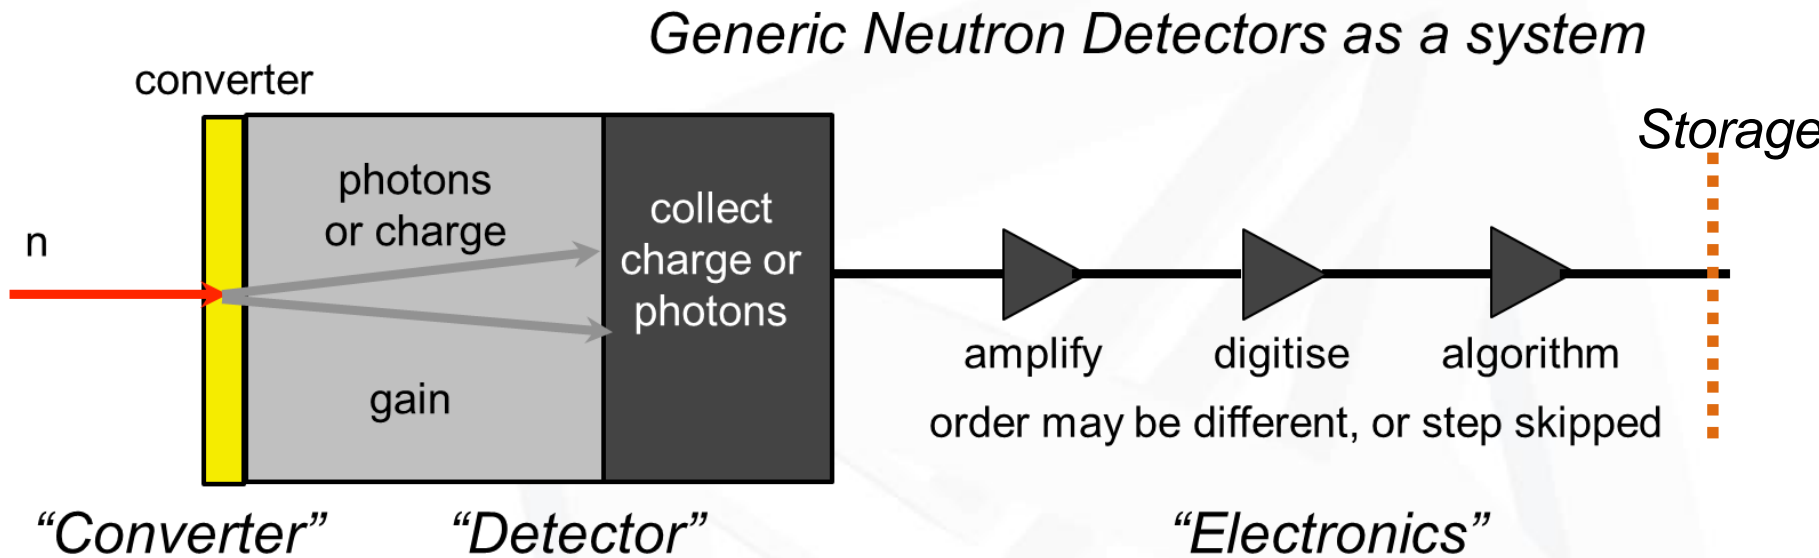 Generic Neutron Detectors as a system
converter
Storage
n
photons
or charge
gain
collect
charge or
photons
amplify
digitise
algorithm
order may be different, or step skipped
“Converter”
“Detector”
“Electronics”